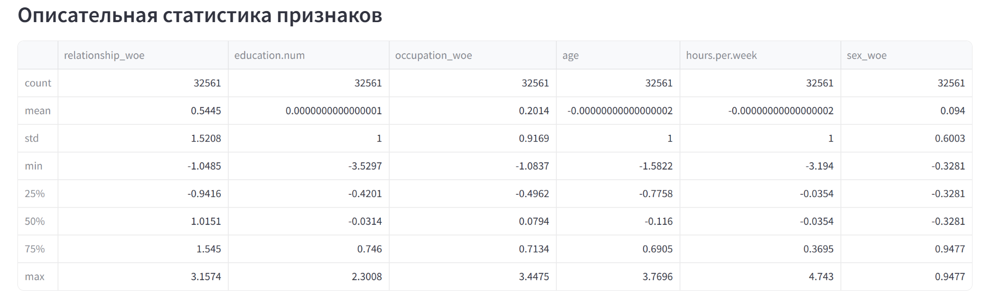 Описательная статистика признаков
relationship_woe education.num occupation_woe age hours.per.week sex_woe
count 32561 32561 32561 32561 32561 32561
mean 0.5445 0.0000000000000001 0.2014 -0.00000000000000002 -0.00000000000000002 0.094
std 1.5208 1 0.9169 1 1 0.6003
min -1.0485 -3.5297 -1.0837 -1.5822 -3.194 -0.3281
25% -0.9416 -0.4201 -0.4962 -0.7758 -0.0354 -0.3281
50% 1.0151 -0.0314 0.0794 -0.116 -0.0354 -0.3281
75% 1.545 0.746 0.7134 0.6905 0.3695 0.9477
max 3.1574 2.3008 3.4475 3.7696 4.743 0.9477